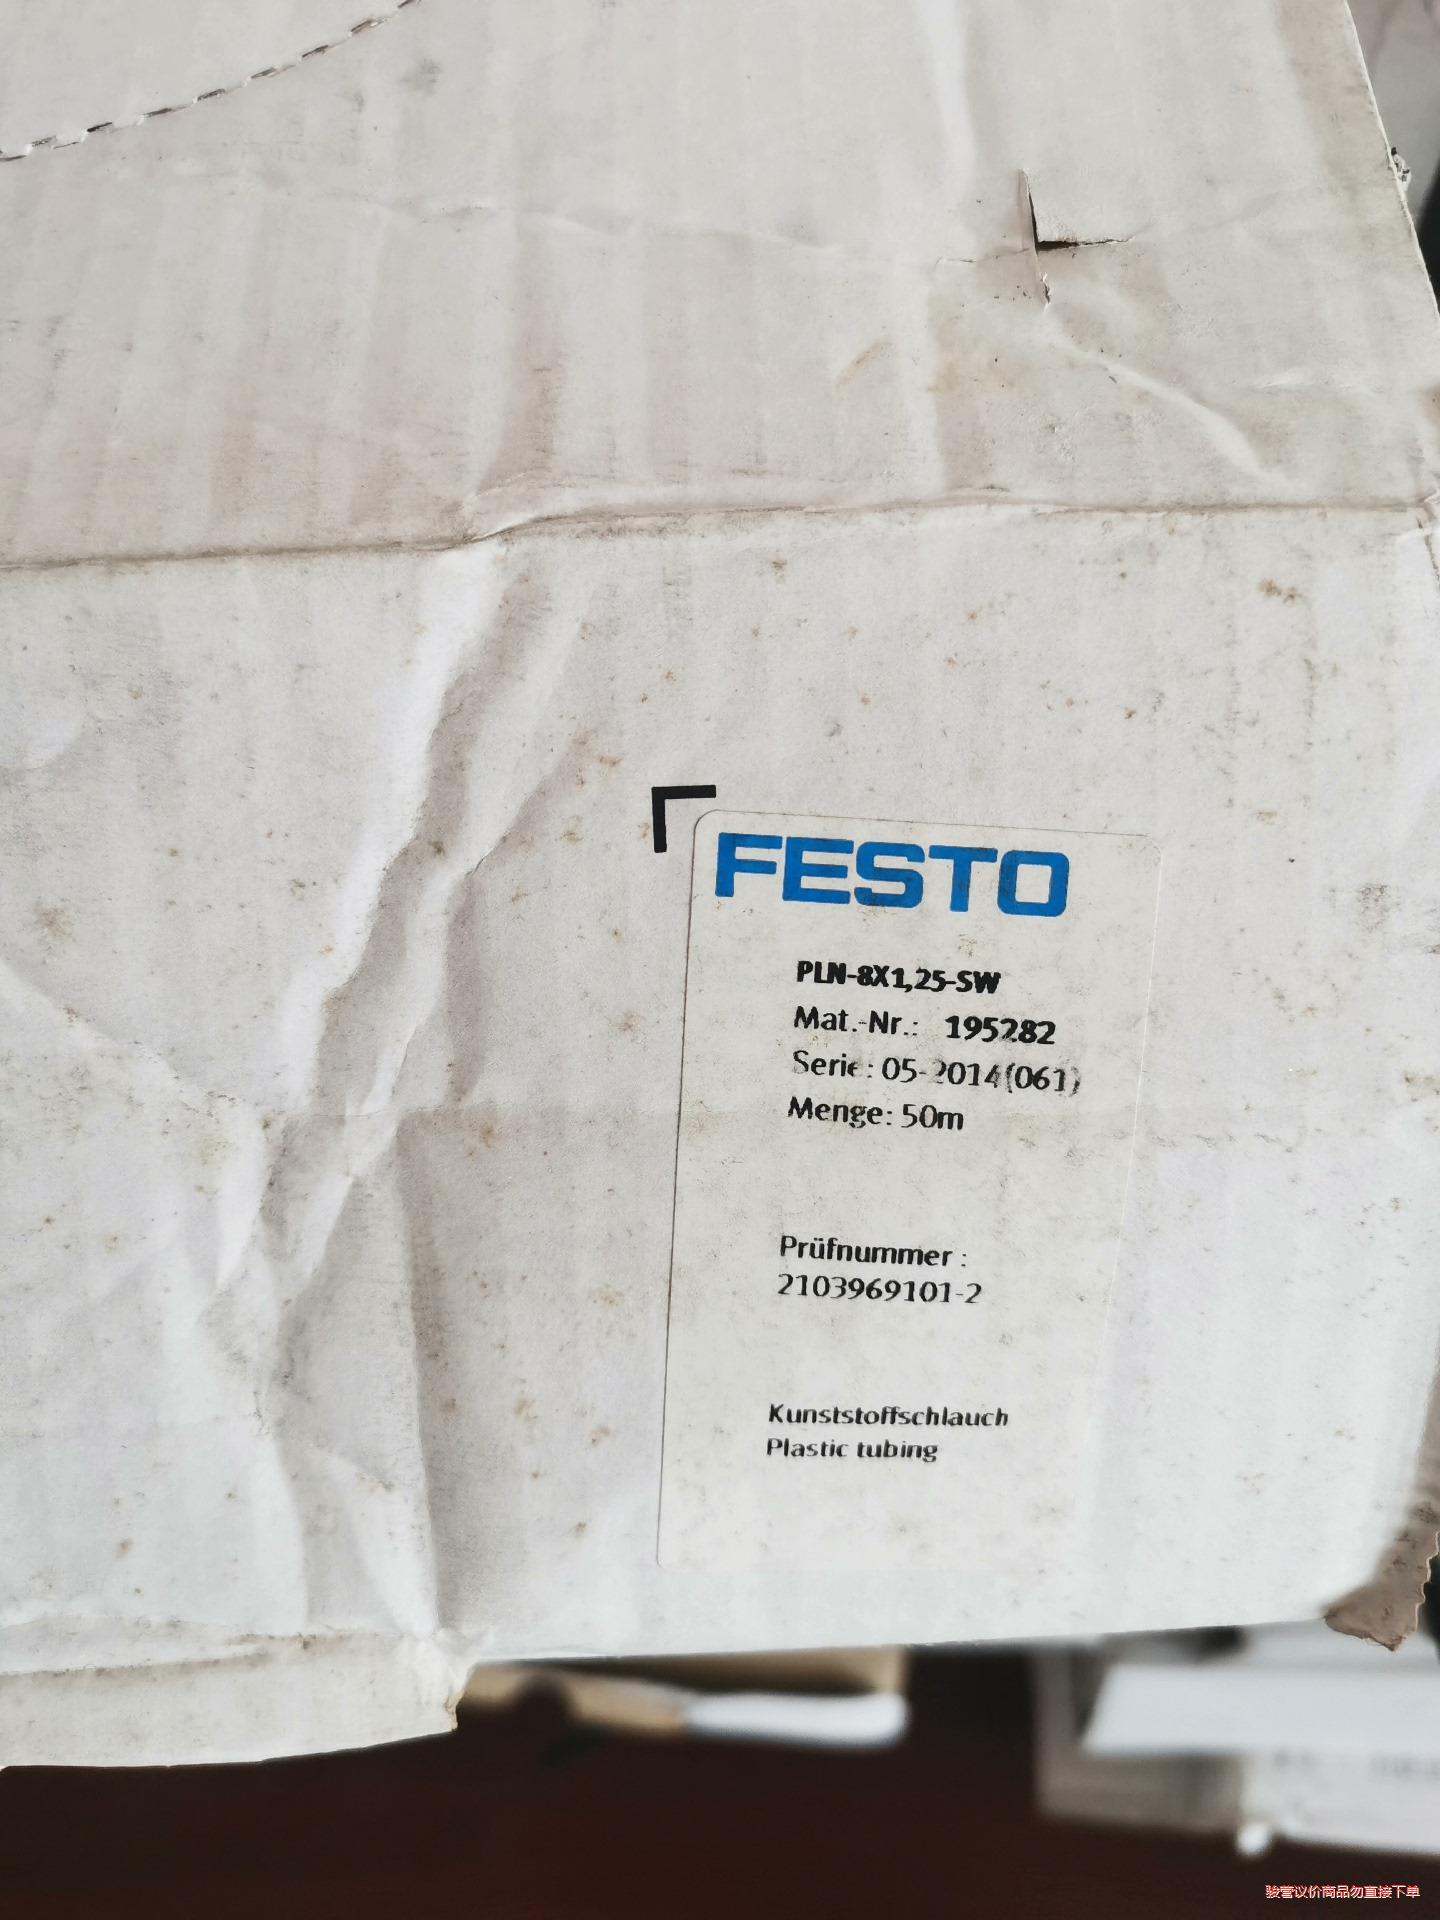 FESTO
PLN-8X1,25-SW
Mat.-Nr.: 195282
Serie: 05-2014(061)
Menge: 50m
Prüfnummer :
2103969101-2
Kunststoffschlauch
Plastic tubing
骏营议价商品勿直接下单